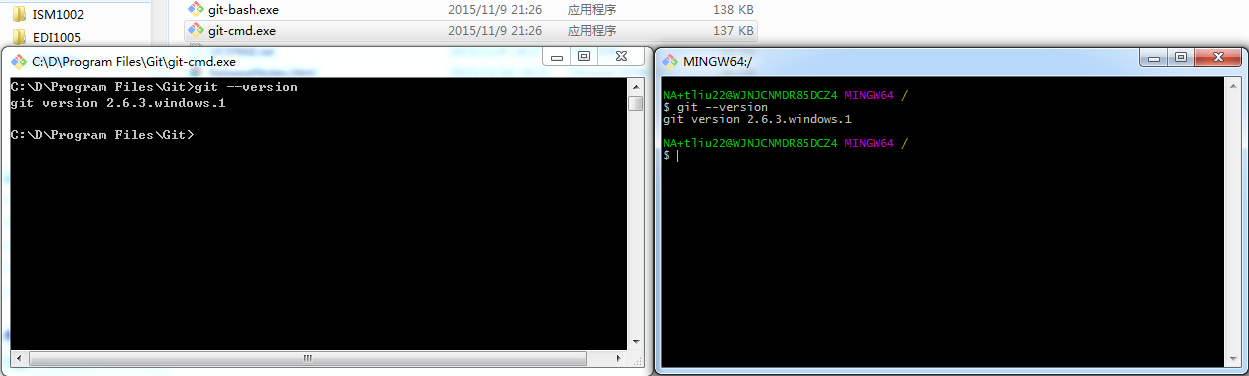 ISM1002
EDI1005
git-bash.exe 2015/11/9 21:26 应用程序 138 KB
git-cmd.exe 2015/11/9 21:26 应用程序 137 KB
C:\D\Program Files\Git\git-cmd.exe
C:\D\Program Files\Git>git --version
git version 2.6.3.windows.1
C:\D\Program Files\Git>
MINGW64:/
NA+tliu22@WJNJCNMDR85DCZ4 MINGW64 /
$ git --version
git version 2.6.3.windows.1
NA+tliu22@WJNJCNMDR85DCZ4 MINGW64 /
$